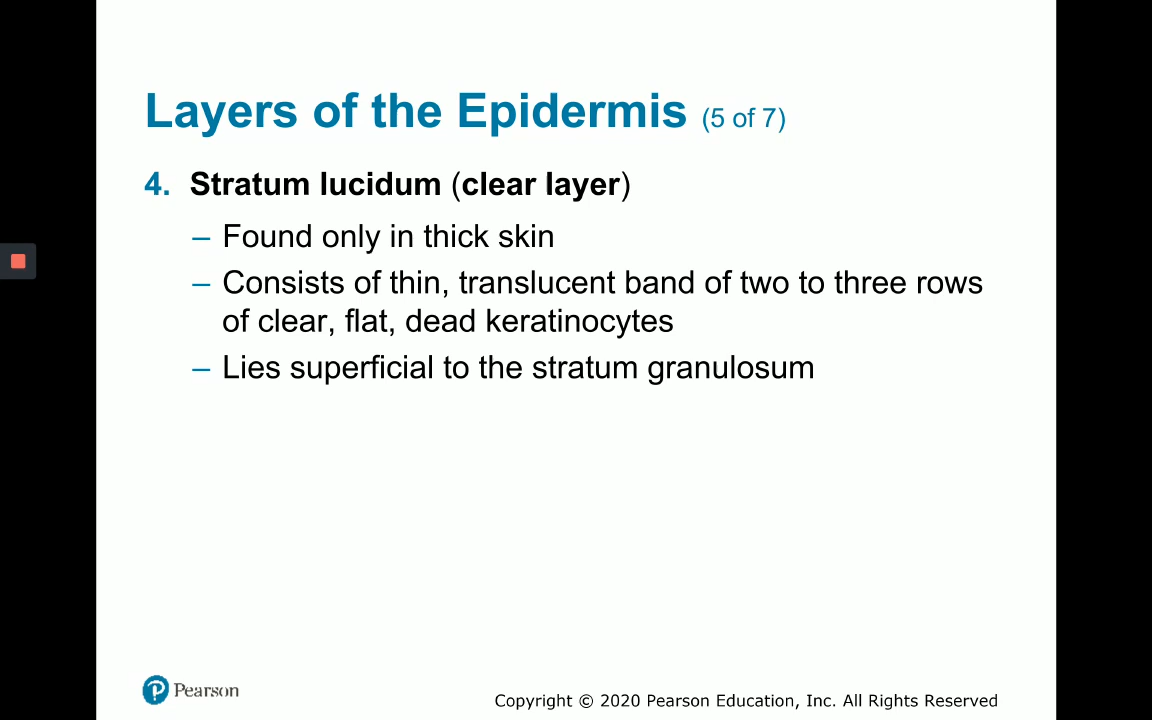 Layers of the Epidermis (5 of 7)
4. Stratum lucidum (clear layer)
– Found only in thick skin
– Consists of thin, translucent band of two to three rows
of clear, flat, dead keratinocytes
– Lies superficial to the stratum granulosum
Pearson
Copyright © 2020 Pearson Education, Inc. All Rights Reserved